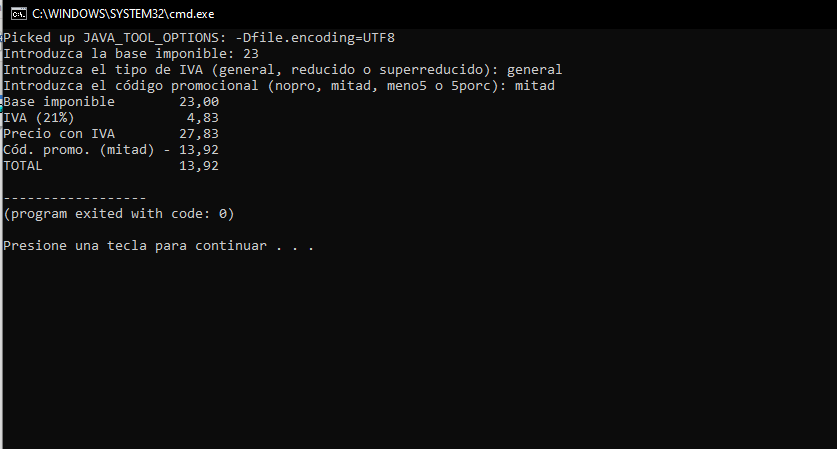 C:\WINDOWS\SYSTEM32\cmd.exe
Picked up JAVA_TOOL_OPTIONS: -Dfile.encoding=UTF8
Introduzca la base imponible: 23
Introduzca el tipo de IVA (general, reducido o superreducido): general
Introduzca el código promocional (nopro, mitad, meno5 o 5porc): mitad
Base imponible        23,00
IVA (21%)              4,83
Precio con IVA        27,83
Cód. promo. (mitad) - 13,92
TOTAL                 13,92
------------------
(program exited with code: 0)
Presione una tecla para continuar . . .